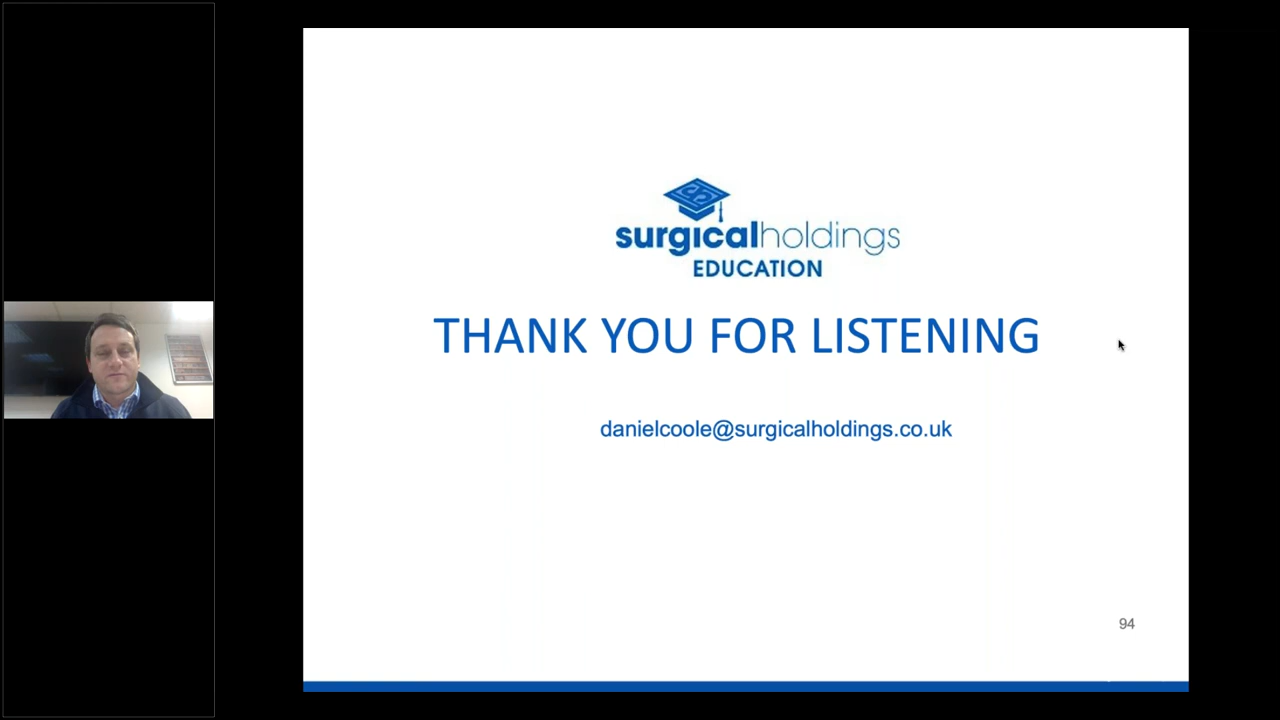 surgicalholdings
EDUCATION
THANK YOU FOR LISTENING
danielcoole@surgicalholdings.co.uk
94